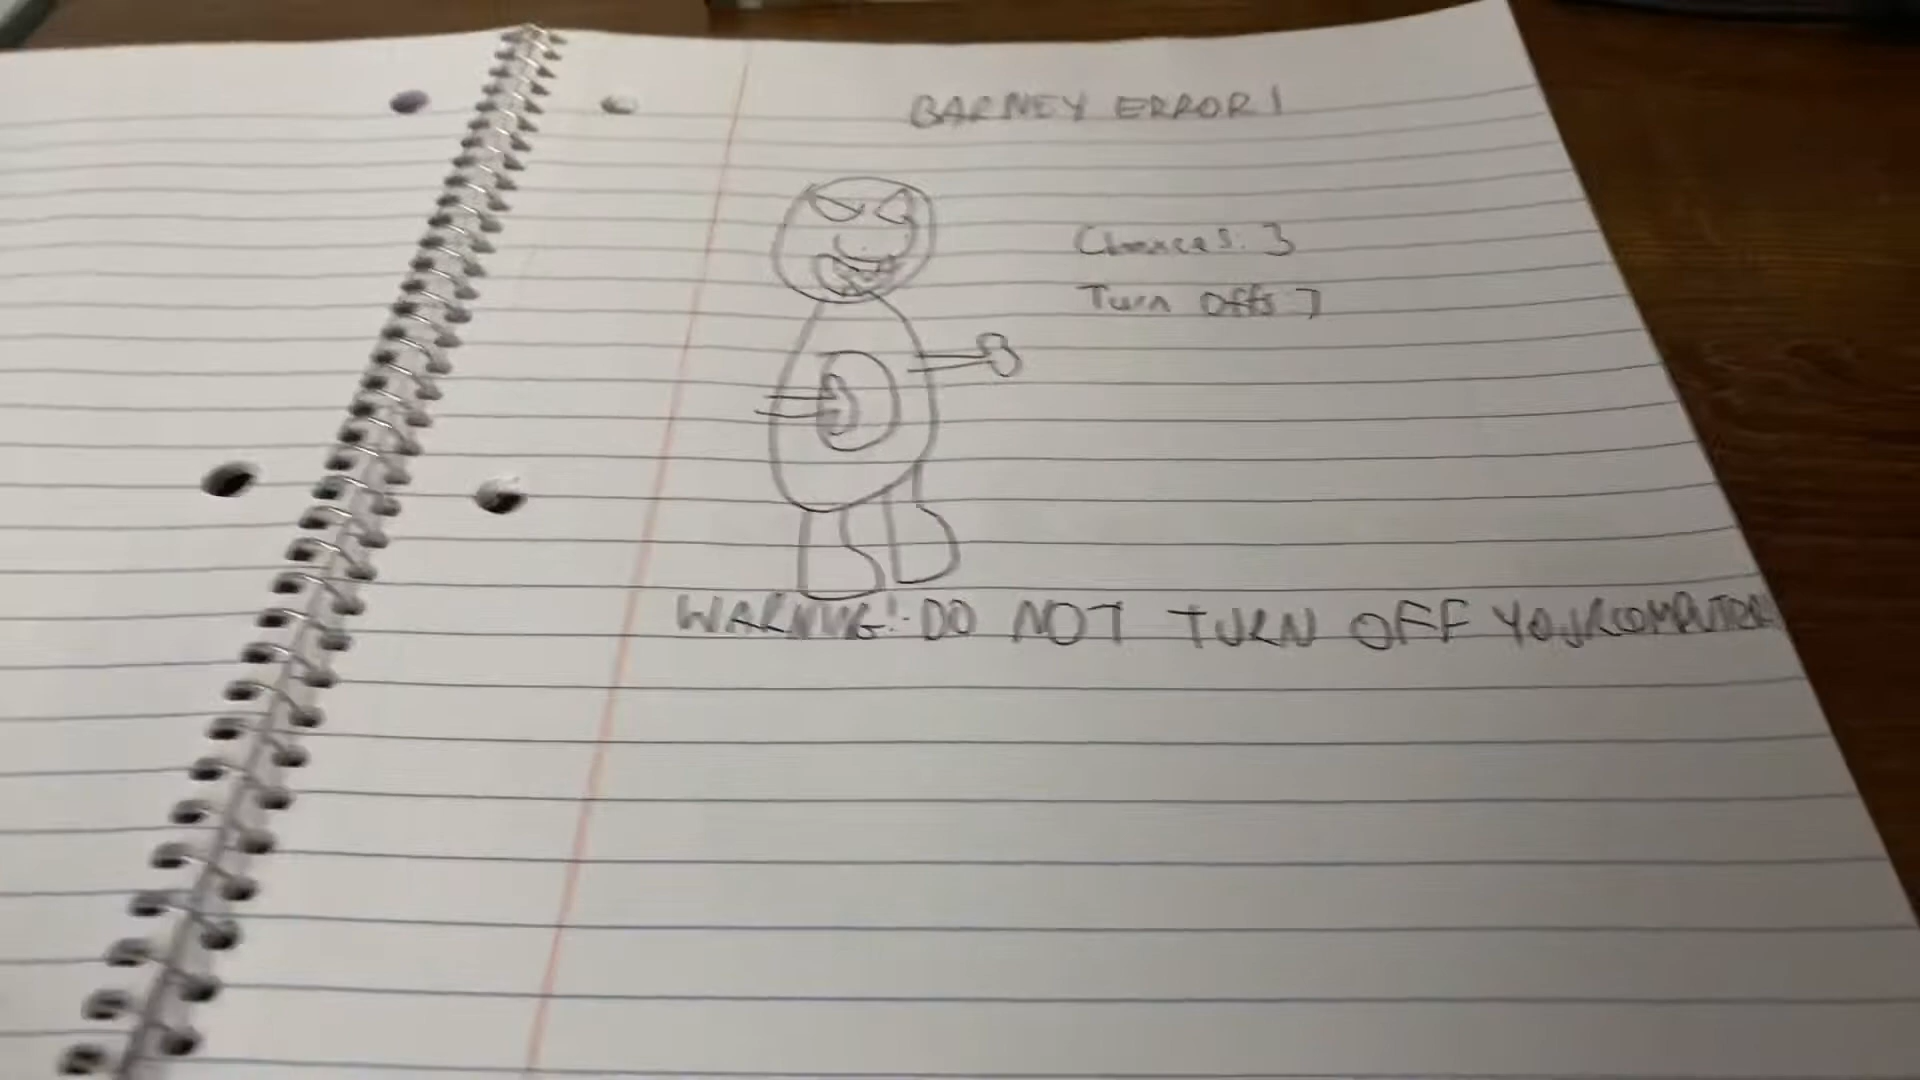 BARNEY ERROR!
Chances: 3
Turn Offs 7
WARNING!: DO NOT TURN OFF YOUR COMPUTER!